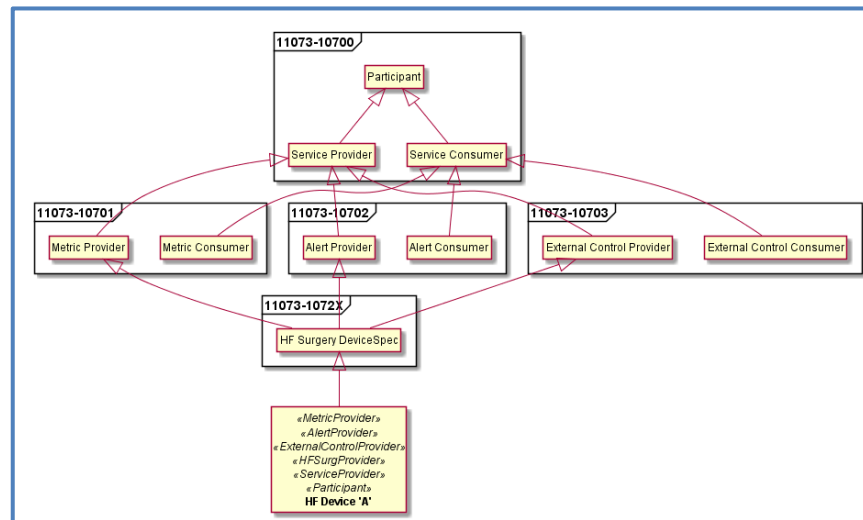 11073-10700
Participant
Service Provider
Service Consumer
11073-10701
11073-10702
11073-10703
Metric Provider
Metric Consumer
Alert Provider
Alert Consumer
External Control Provider
External Control Consumer
11073-1072X
HF Surgery DeviceSpec
«MetricProvider»
«AlertProvider»
«ExternalControlProvider»
«HFSurgProvider»
«ServiceProvider»
«Participant»
HF Device 'A'